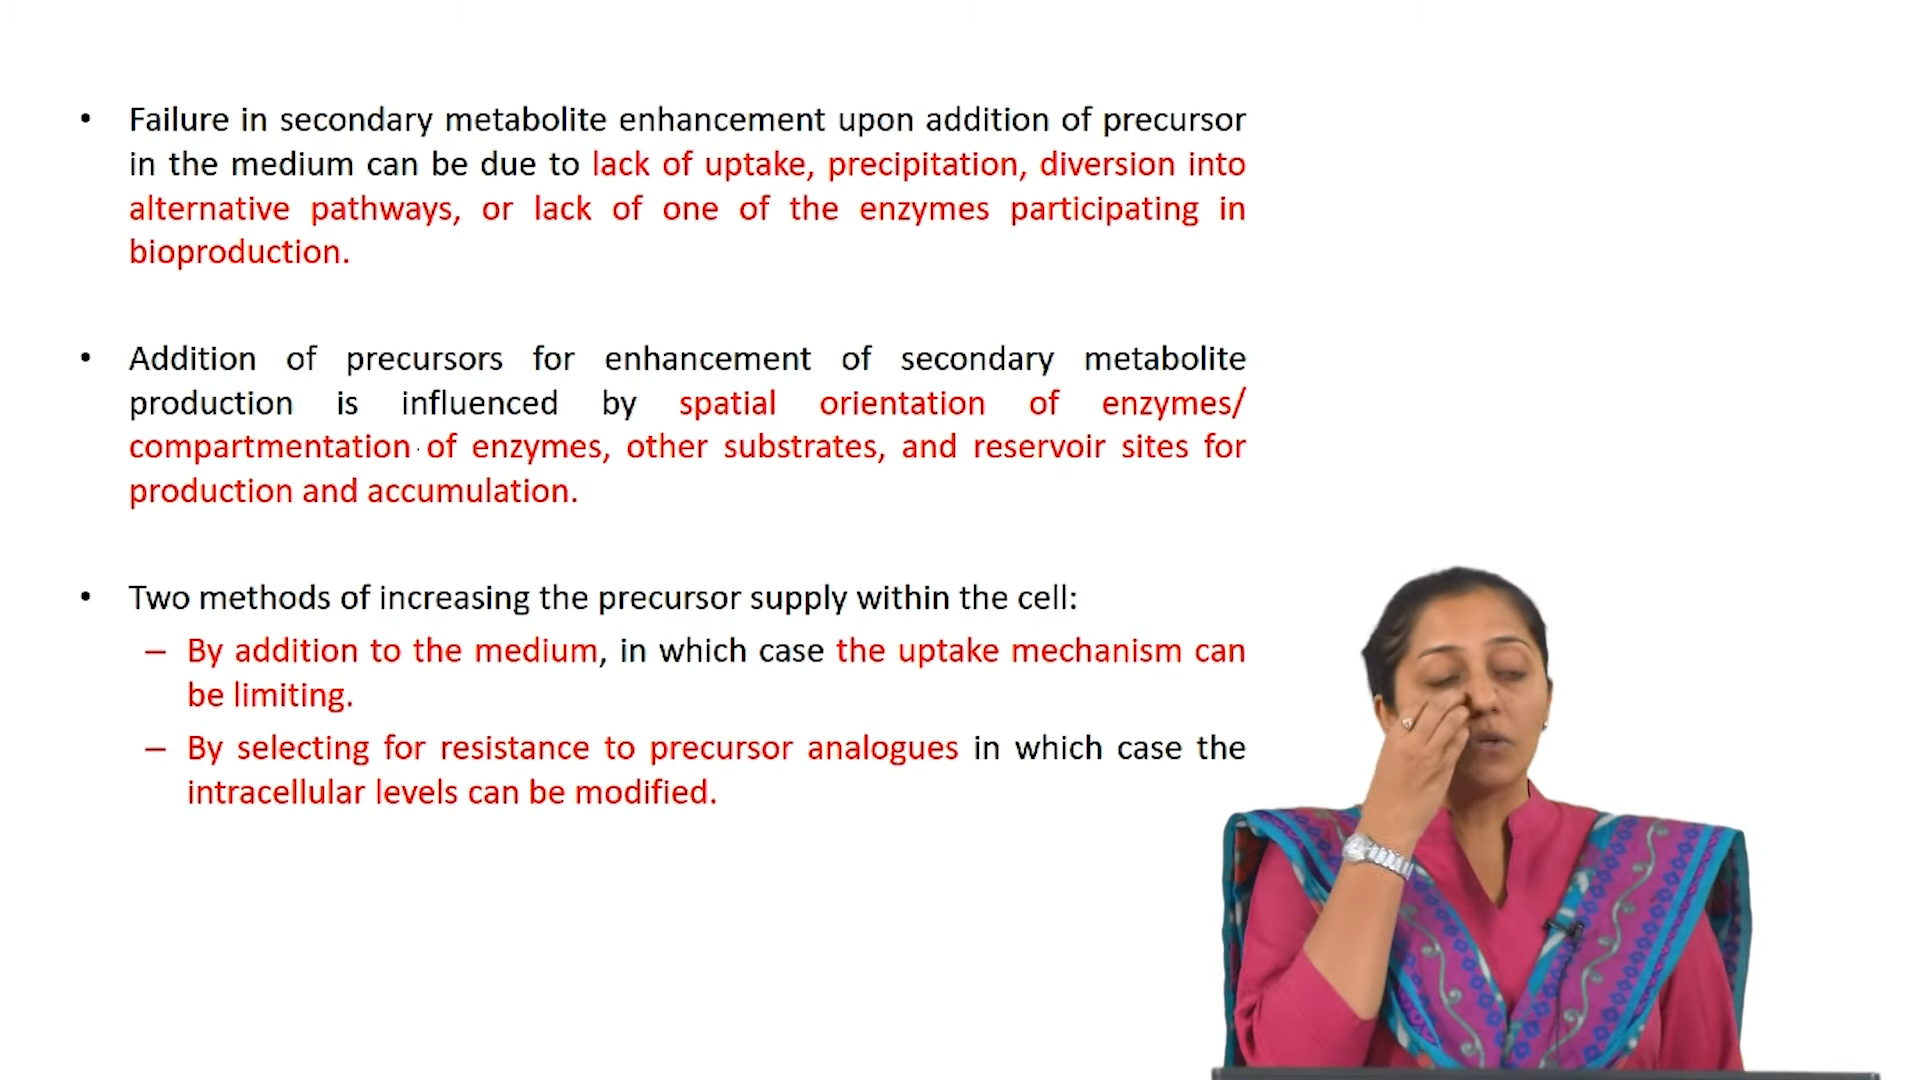 • Failure in secondary metabolite enhancement upon addition of precursor
in the medium can be due to lack of uptake, precipitation, diversion into
alternative pathways, or lack of one of the enzymes participating in
bioproduction.
• Addition of precursors for enhancement of secondary metabolite
production is influenced by spatial orientation of enzymes/
compartmentation of enzymes, other substrates, and reservoir sites for
production and accumulation.
• Two methods of increasing the precursor supply within the cell:
– By addition to the medium, in which case the uptake mechanism can
be limiting.
– By selecting for resistance to precursor analogues in which case the
intracellular levels can be modified.